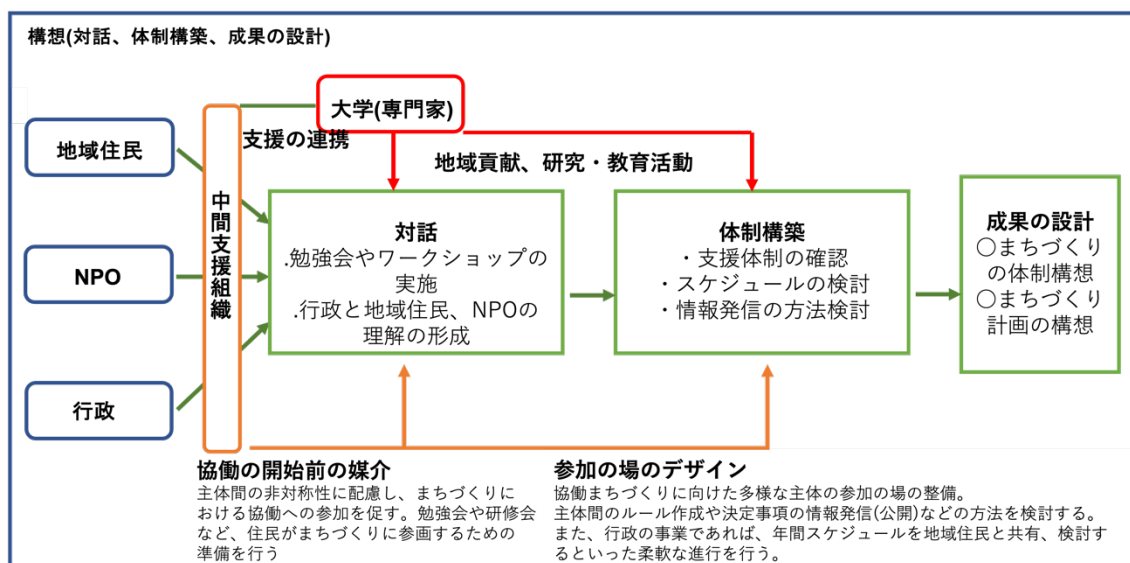 構想(対話、体制構築、成果の設計)
大学(専門家)
支援の連携
地域貢献、研究・教育活動
地域住民
NPO
行政
中間支援組織
対話
.勉強会やワークショップの
実施
.行政と地域住民、NPOの
理解の形成
体制構築
・支援体制の確認
・スケジュールの検討
・情報発信の方法検討
成果の設計
〇まちづくり
の体制構想
〇まちづくり
計画の構想
協働の開始前の媒介
主体間の非対称性に配慮し、まちづくりに
おける協働への参加を促す。勉強会や研修会
など、住民がまちづくりに参画するための
準備を行う
参加の場のデザイン
協働まちづくりに向けた多様な主体の参加の場の整備。
主体間のルール作成や決定事項の情報発信(公開)などの方法を検討する。
また、行政の事業であれば、年間スケジュールを地域住民と共有、検討す
るといった柔軟な進行を行う。